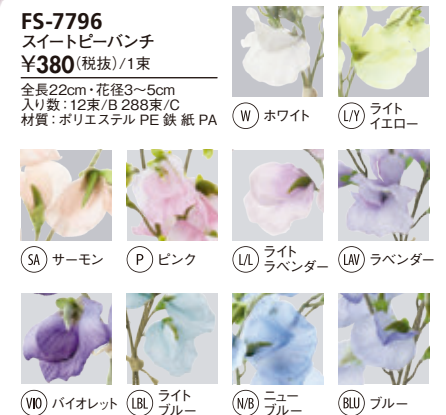 FS-7796
スイートピーバンチ
¥380(税抜)/1束
全長22cm・花径3〜5cm
入り数：12束/B 288束/C
材質：ポリエステル PE 鉄 紙 PA
W ホワイト
L/Y ライト
イエロー
SA サーモン
P ピンク
L/L ライト
ラベンダー
LAV ラベンダー
VIO バイオレット
LBL ライト
ブルー
N/B ニュー
ブルー
BLU ブルー